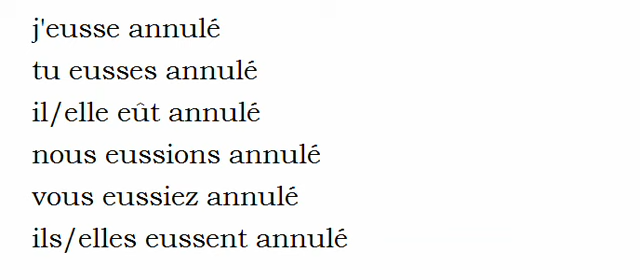 j'eusse annulé
tu eusses annulé
il/elle eût annulé
nous eussions annulé
vous eussiez annulé
ils/elles eussent annulé